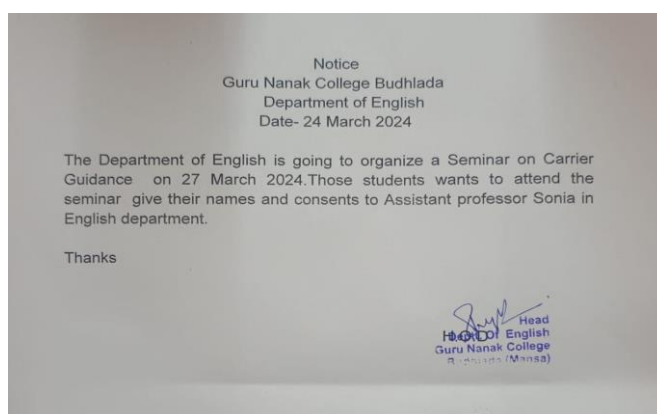 Notice
Guru Nanak College Budhlada
Department of English
Date- 24 March 2024
The Department of English is going to organize a Seminar on Carrier
Guidance on 27 March 2024.Those students wants to attend the
seminar give their names and consents to Assistant professor Sonia in
English department.
Thanks
Head
H.O.D of English
Guru Nanak College
(Mansa)